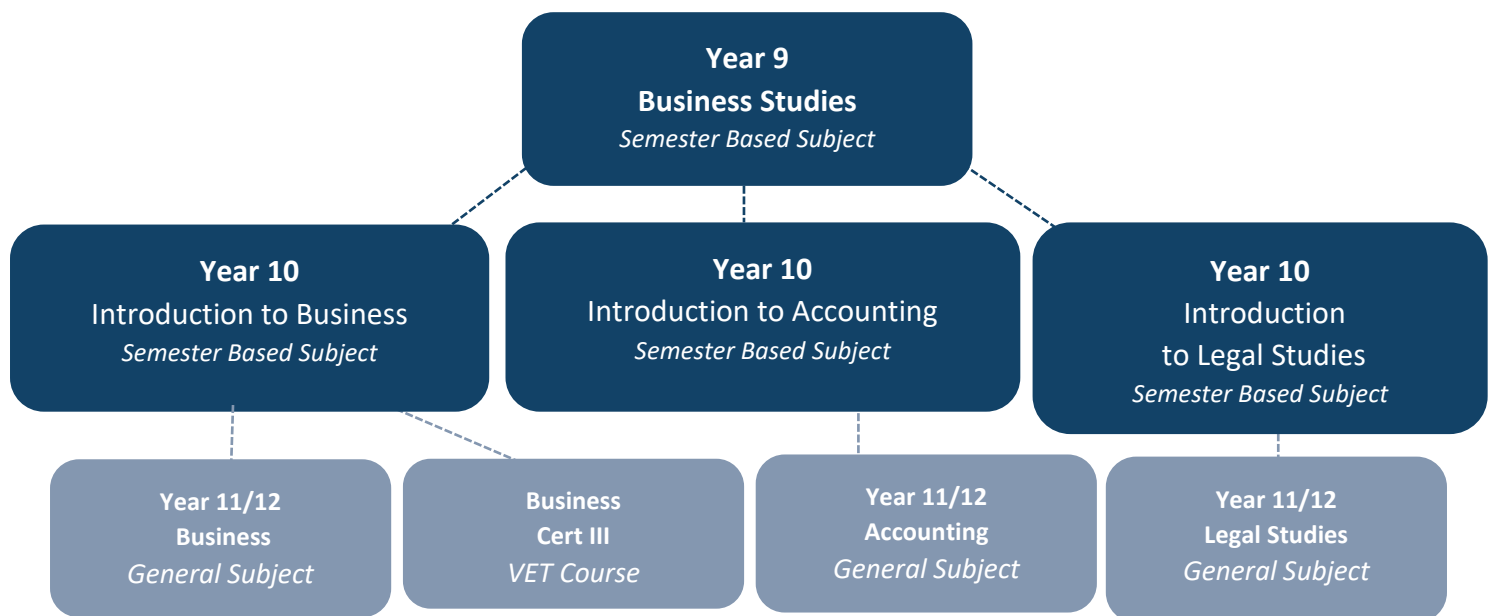 Year 9
Business Studies
Semester Based Subject
Year 10
Introduction to Business
Semester Based Subject
Year 10
Introduction to Accounting
Semester Based Subject
Year 10
Introduction
to Legal Studies
Semester Based Subject
Year 11/12
Business
General Subject
Business
Cert III
VET Course
Year 11/12
Accounting
General Subject
Year 11/12
Legal Studies
General Subject